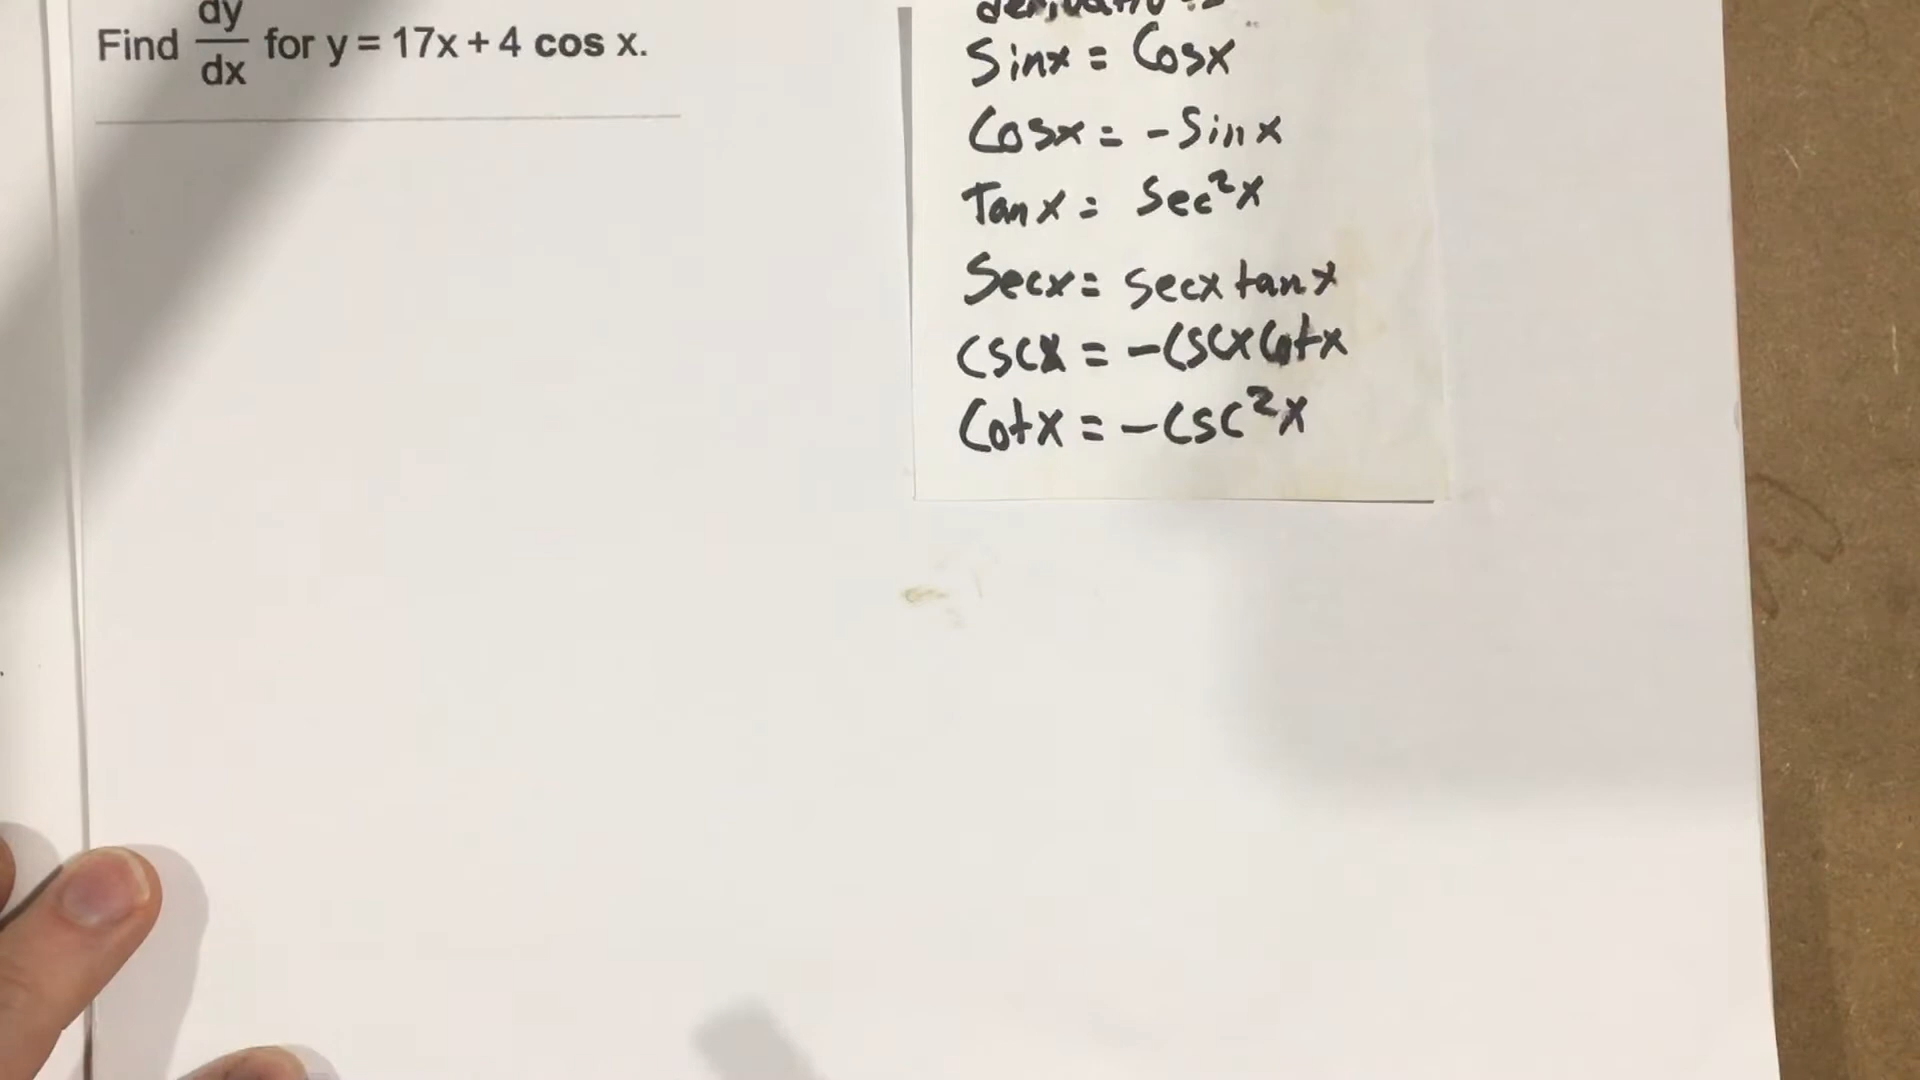 Find dy/dx for y = 17x + 4 cos x.
derivatives
Sinx = Cosx
Cosx = -Sinx
Tanx = Sec²x
Secx = Secx tanx
CSCX = -CSCX Cotx
Cotx = -CSC²X